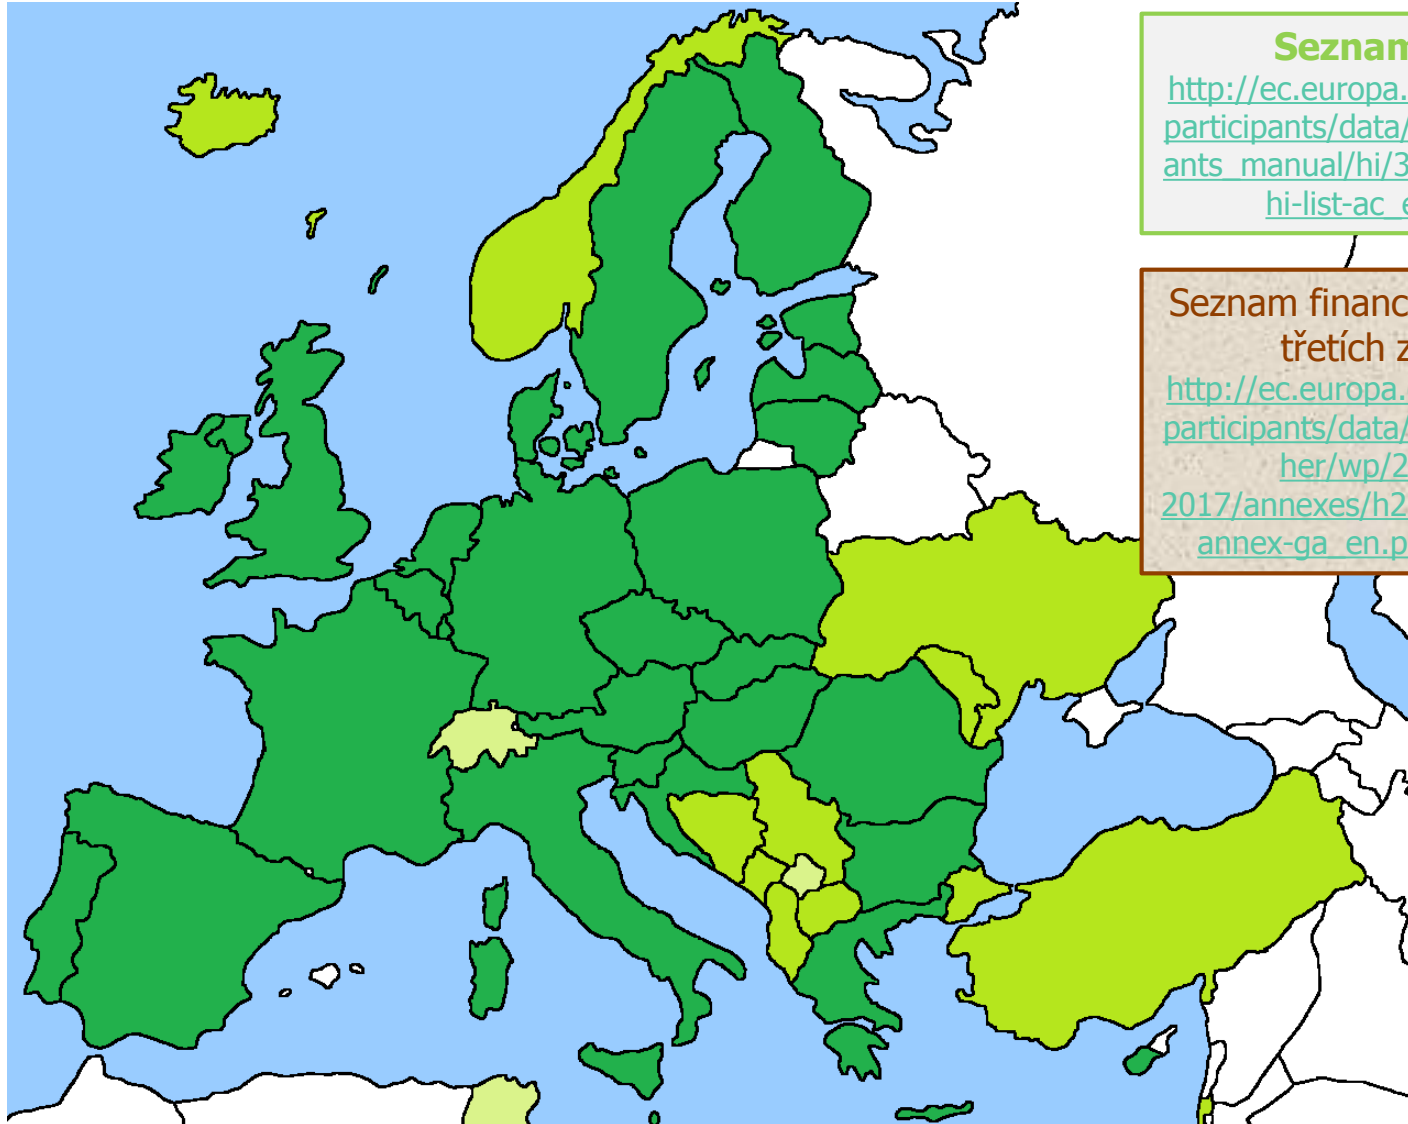 Seznam
http://ec.europa.
participants/data/
ants_manual/hi/3
hi-list-ac_e
Seznam financ
třetích z
http://ec.europa.
participants/data/
her/wp/2
2017/annexes/h2
annex-ga_en.p